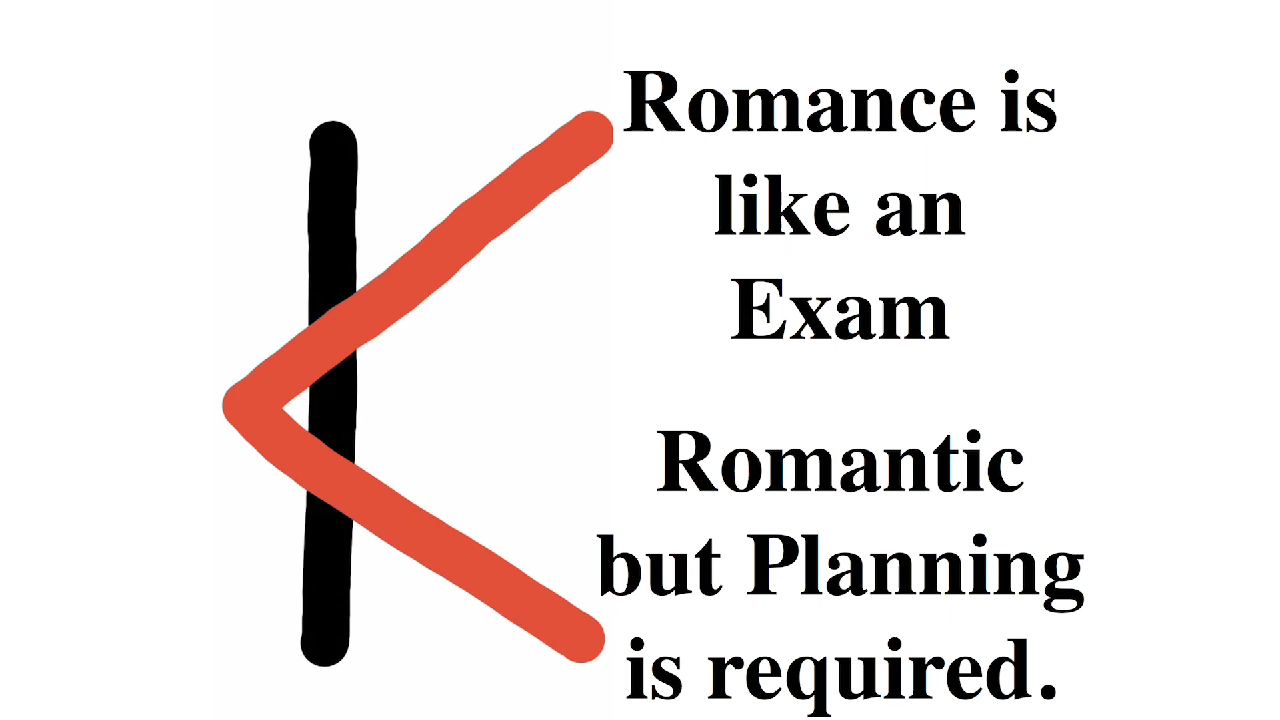 K
Romance is
like an
Exam
Romantic
but Planning
is required.